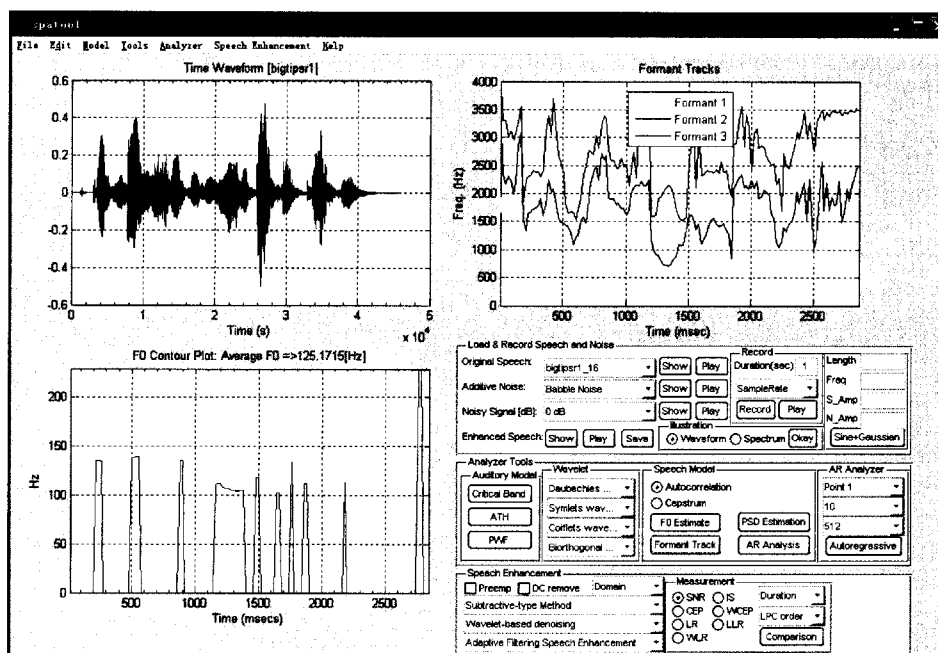 spatool
File Edit Model Tools Analyzer Speech Enhancement Help
Time Waveform [bigtipsr1]
0.6
0.4
0.2
0
-0.2
-0.4
-0.6
0 1 2 3 4 5
Time (s)
x 10^4
Formant Tracks
4000
3500
3000
2500
2000
1500
1000
500
0
Freq. (Hz)
Formant 1
Formant 2
Formant 3
500 1000 1500 2000 2500
Time (msec)
F0 Contour Plot: Average F0 =>125.1715[Hz]
200
150
100
50
0
Hz
500 1000 1500 2000 2500
Time (msecs)
Load & Record Speech and Noise
Original Speech: bigtipsr1_16 Show Play
Additive Noise: Babble Noise Show Play
Noisy Signal [dB]: 0 dB Show Play
Enhanced Speech: Show Play Save
Record
Duration(sec): 1
SampleRate
Record Play
Illustration
Waveform Spectrum Okey
Length
Freq
S_Amp
N_Amp
Sine+Gaussian
Analyzer Tools
Auditory Model
Critical Band
ATH
PWF
Wavelet
Daubechies ...
Symlets wav...
Coiflets wave...
Biorthogonal ...
Speech Model
Autocorrelation
Cepstrum
F0 Estimate PSD Estimation
Formant Track AR Analysis
AR Analyzer
Point 1
10
512
Autoregressive
Speech Enhancement
Preemp DC remove Domain
Subtractive-type Method
Wavelet-based denoising
Adaptive Filtering Speech Enhancement
Measurement
SNR IS Duration
CEP WCEP
LR LLR LPC order
WLR Comparison